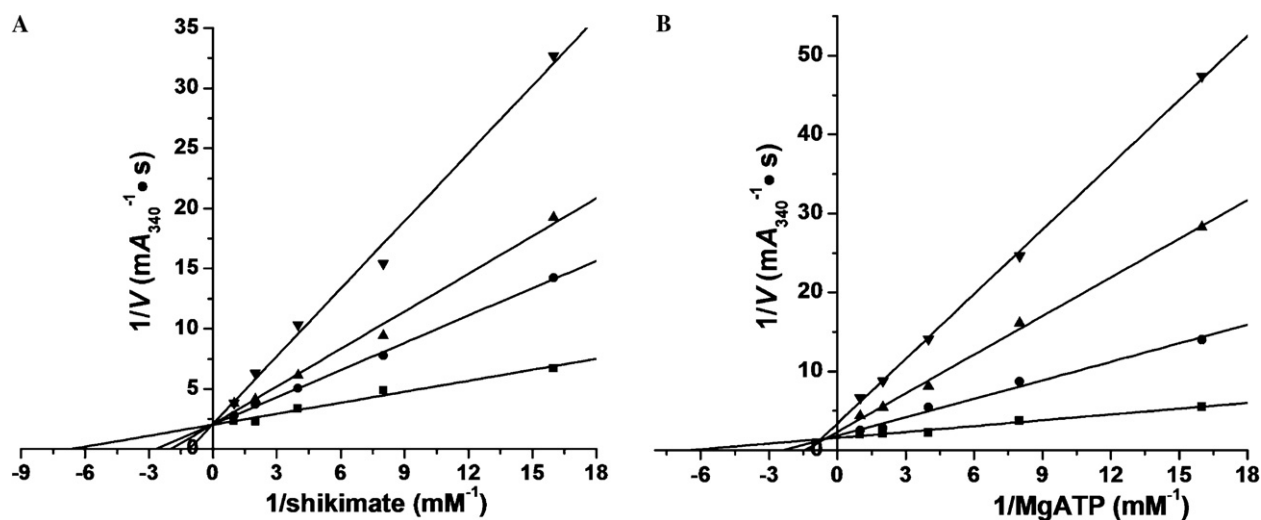 A
35
30
25
20
15
10
5
0
1/V (mA₃₄₀⁻¹•s)
-9 -6 -3 0 3 6 9 12 15 18
1/shikimate (mM⁻¹)
B
50
40
30
20
10
0
1/V (mA₃₄₀⁻¹•s)
-6 -3 0 3 6 9 12 15 18
1/MgATP (mM⁻¹)